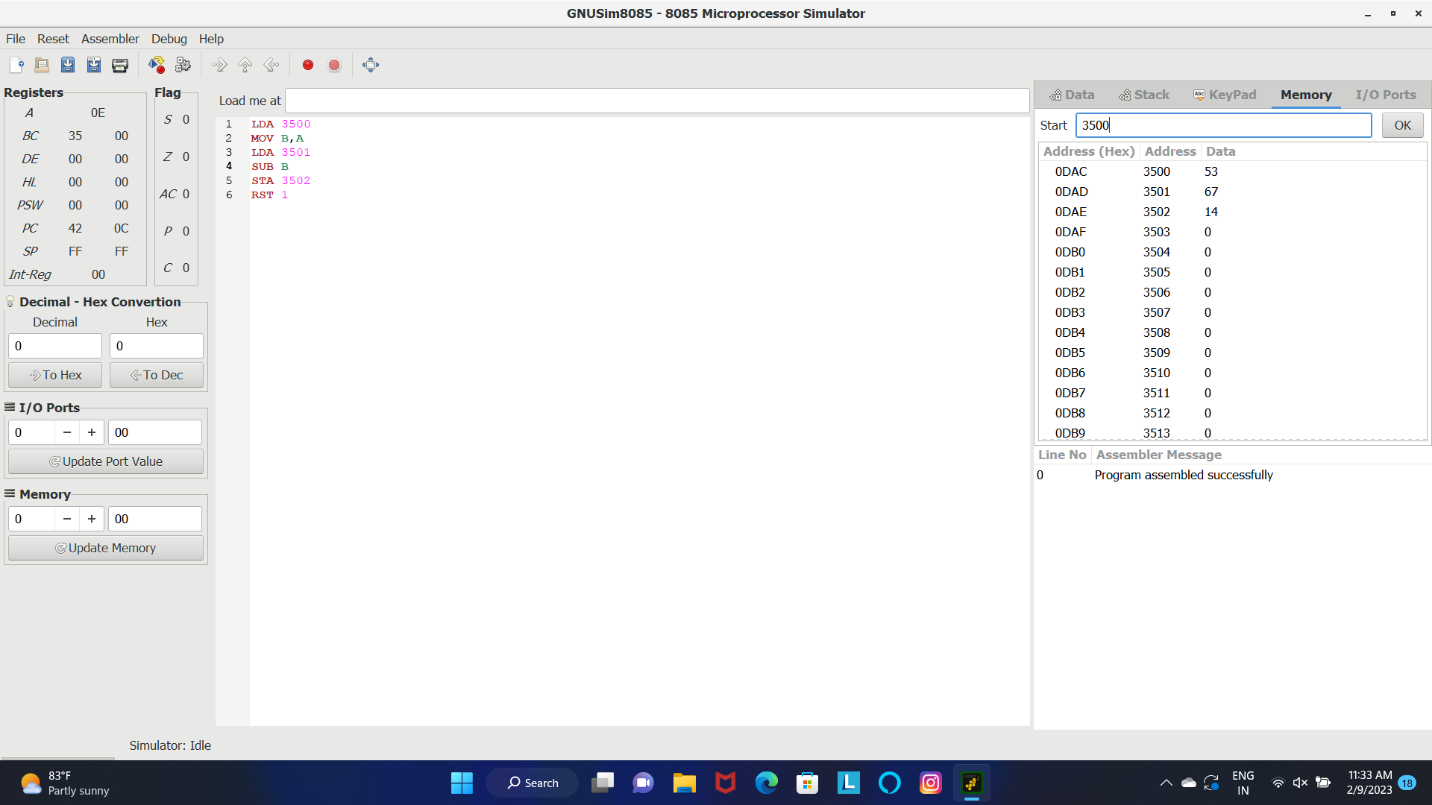 GNUSim8085 - 8085 Microprocessor Simulator
File Reset Assembler Debug Help
Registers
A 0E
BC 35 00
DE 00 00
HL 00 00
PSW 00 00
PC 42 0C
SP FF FF
Int-Reg 00
Flag
S 0
Z 0
AC 0
P 0
C 0
Decimal - Hex Convertion
Decimal Hex
0 0
To Hex To Dec
I/O Ports
0 − + 00
Update Port Value
Memory
0 − + 00
Update Memory
Load me at
1 LDA 3500
2 MOV B,A
3 LDA 3501
4 SUB B
5 STA 3502
6 RST 1
Data Stack KeyPad Memory I/O Ports
Start 3500 OK
Address (Hex) Address Data
0DAC 3500 53
0DAD 3501 67
0DAE 3502 14
0DAF 3503 0
0DB0 3504 0
0DB1 3505 0
0DB2 3506 0
0DB3 3507 0
0DB4 3508 0
0DB5 3509 0
0DB6 3510 0
0DB7 3511 0
0DB8 3512 0
0DB9 3513 0
Line No Assembler Message
0 Program assembled successfully
Simulator: Idle
83°F
Partly sunny
Search
L
ENG
IN
11:33 AM
2/9/2023
18